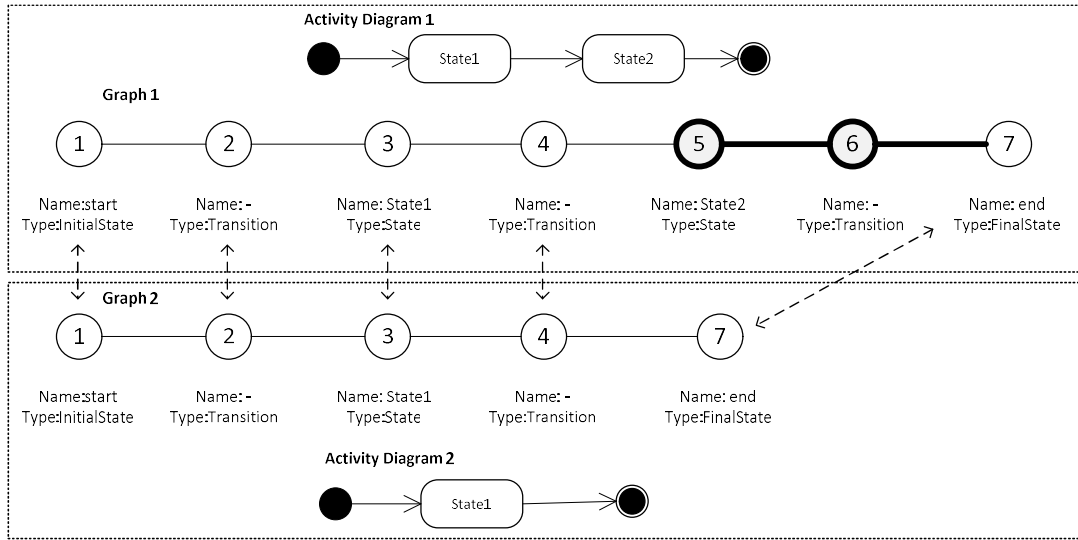 Activity Diagram 1
State1 State2
Graph 1
1 2 3 4 5 6 7
Name:start Name: - Name: State1 Name: - Name: State2 Name: - Name: end
Type:InitialState Type:Transition Type:State Type:Transition Type:State Type:Transition Type:FinalState
Graph 2
1 2 3 4 7
Name:start Name: - Name: State1 Name: - Name: end
Type:InitialState Type:Transition Type:State Type:Transition Type:FinalState
Activity Diagram 2
State1